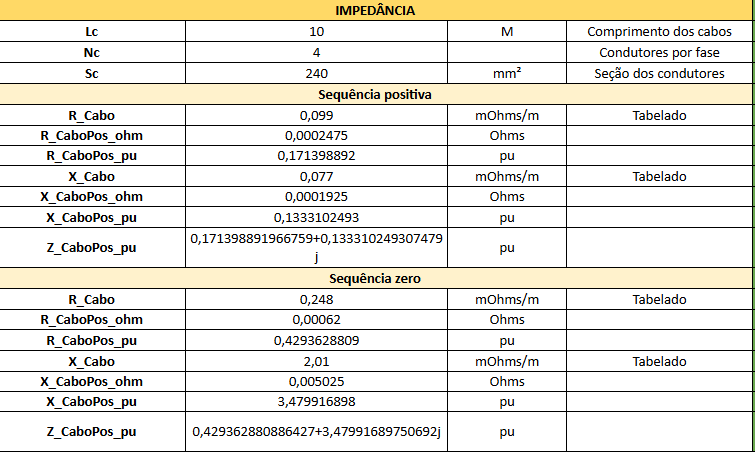 IMPEDÂNCIA
Lc 10 M Comprimento dos cabos
Nc 4 Condutores por fase
Sc 240 mm² Seção dos condutores
Sequência positiva
R_Cabo 0,099 mOhms/m Tabelado
R_CaboPos_ohm 0,0002475 Ohms
R_CaboPos_pu 0,171398892 pu
X_Cabo 0,077 mOhms/m Tabelado
X_CaboPos_ohm 0,0001925 Ohms
X_CaboPos_pu 0,1333102493 pu
Z_CaboPos_pu 0,171398891966759+0,133310249307479 pu
j
Sequência zero
R_Cabo 0,248 mOhms/m Tabelado
R_CaboPos_ohm 0,00062 Ohms
R_CaboPos_pu 0,4293628809 pu
X_Cabo 2,01 mOhms/m Tabelado
X_CaboPos_ohm 0,005025 Ohms
X_CaboPos_pu 3,479916898 pu
Z_CaboPos_pu 0,429362880886427+3,47991689750692j pu